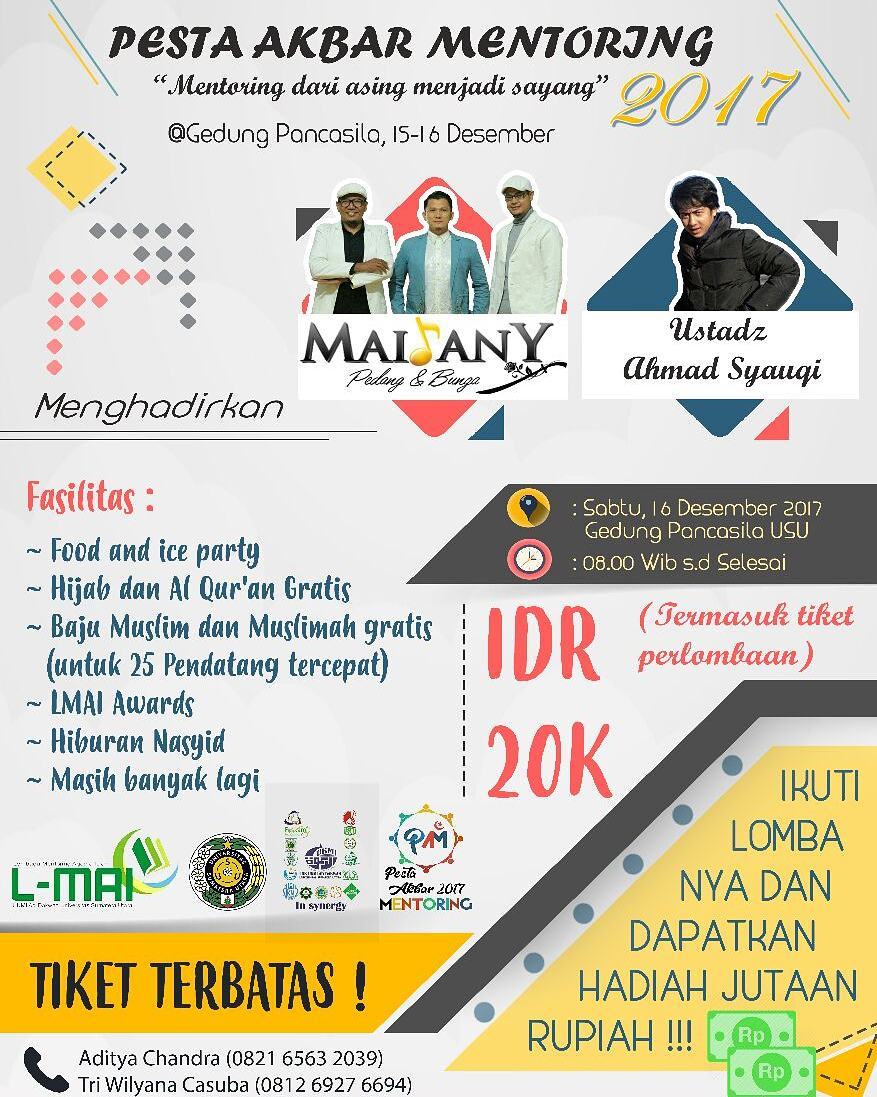 PESTA AKBAR MENTORING
“Mentoring dari asing menjadi sayang”
2017
@Gedung Pancasila, 15-16 Desember
MAIDANY
Pedang & Bunga
Ustadz
Ahmad Syauqi
Menghadirkan
Fasilitas :
~ Food and ice party
~ Hijab dan Al Qur'an Gratis
~ Baju Muslim dan Muslimah gratis
(untuk 25 Pendatang tercepat)
~ LMAI Awards
~ Hiburan Nasyid
~ Masih banyak lagi
: Sabtu, 16 Desember 2017
Gedung Pancasila USU
: 08.00 Wib s.d Selesai
IDR
20K
(Termasuk tiket
perlombaan)
IKUTI
LOMBA
NYA DAN
DAPATKAN
HADIAH JUTAAN
RUPIAH !!!
Rp
Rp
L-MAI
In synergy
PAM
Pesta
Akbar 2017
MENTORING
TIKET TERBATAS !
Aditya Chandra (0821 6563 2039)
Tri Wilyana Casuba (0812 6927 6694)